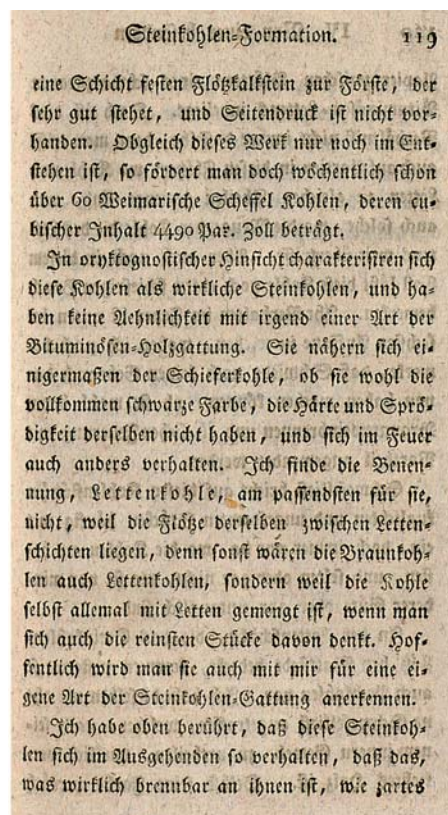 Steinkohlen-Formation. 119
eine Schicht festen Flötzkalkstein zur Förste, der
sehr gut stehet, und Seitendruck ist nicht vor-
handen. Obgleich dieses Werk nur noch im Ent-
stehen ist, so fördert man doch wöchentlich schon
über 60 Weimarische Scheffel Kohlen, deren cu-
bischer Inhalt 4490 Par. Zoll beträgt.
In oryktognostischer Hinsicht charakterisiren sich
diese Kohlen als wirkliche Steinkohlen, und ha-
ben keine Aehnlichkeit mit irgend einer Art der
Bituminösen-Holzgattung. Sie nähern sich ei-
nigermaßen der Schieferkohle, ob sie wohl die
vollkommen schwarze Farbe, die Härte und Sprö-
digkeit derselben nicht haben, und sich im Feuer
auch anders verhalten. Ich finde die Benen-
nung, Lettenkohle, am passendsten für sie,
nicht, weil die Flötze derselben zwischen Letten-
schichten liegen, denn sonst wären die Braunkoh-
len auch Lettenkohlen, sondern weil die Kohle
selbst allemal mit Letten gemengt ist, wenn man
sich auch die reinsten Stücke davon denkt. Hof-
fentlich wird man sie auch mit mir für eine ei-
gene Art der Steinkohlen-Gattung anerkennen.
Ich habe oben berührt, daß diese Steinkoh-
len sich im Ausgehenden so verhalten, daß das,
was wirklich brennbar an ihnen ist, wie zartes